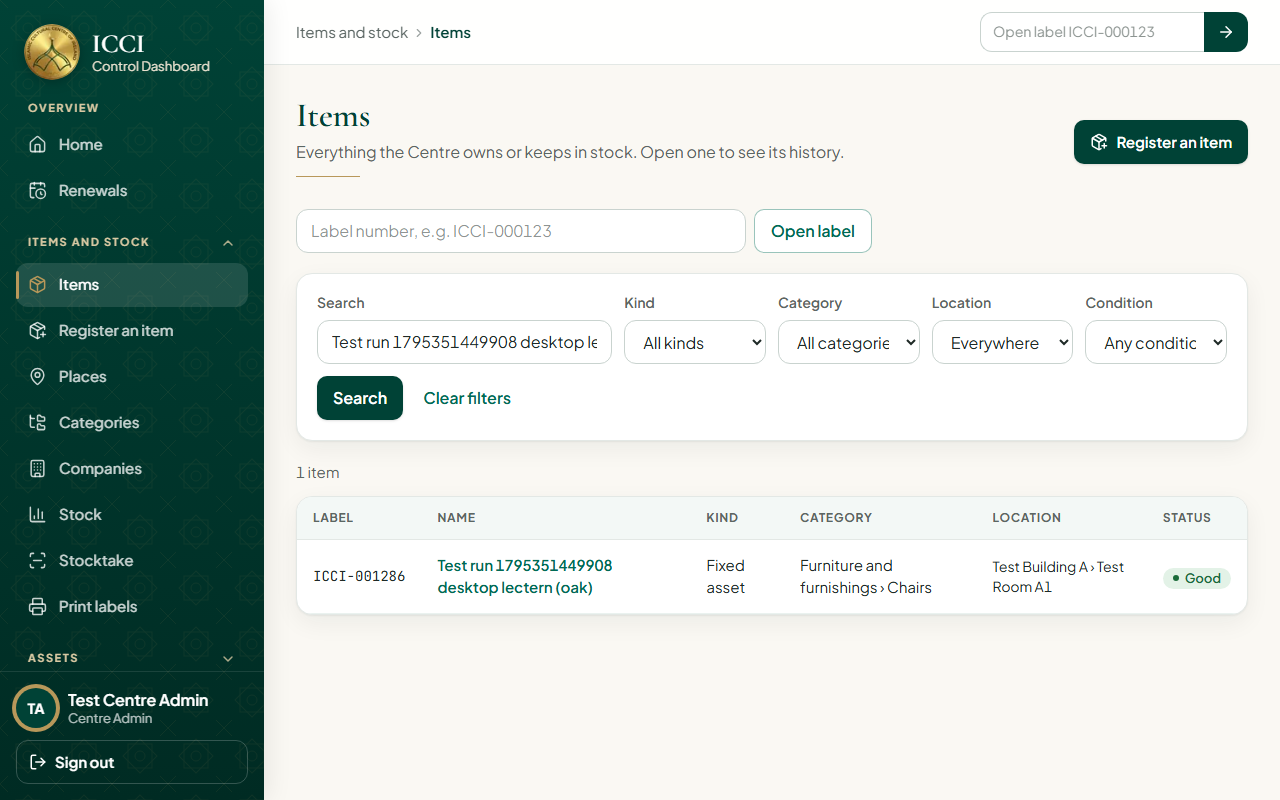 ICCI
Control Dashboard
OVERVIEW
Home
Renewals
ITEMS AND STOCK
Items
Register an item
Places
Categories
Companies
Stock
Stocktake
Print labels
ASSETS
TA
Test Centre Admin
Centre Admin
Sign out
Items and stock › Items
Open label ICCI-000123
Items
Everything the Centre owns or keeps in stock. Open one to see its history.
Register an item
Label number, e.g. ICCI-000123
Open label
Search Kind Category Location Condition
Test run 1795351449908 desktop le All kinds All categorie Everywhere Any conditic
Search Clear filters
1 item
LABEL NAME KIND CATEGORY LOCATION STATUS
ICCI-001286
Test run 1795351449908
desktop lectern (oak)
Fixed
asset
Furniture and
furnishings › Chairs
Test Building A › Test
Room A1
Good